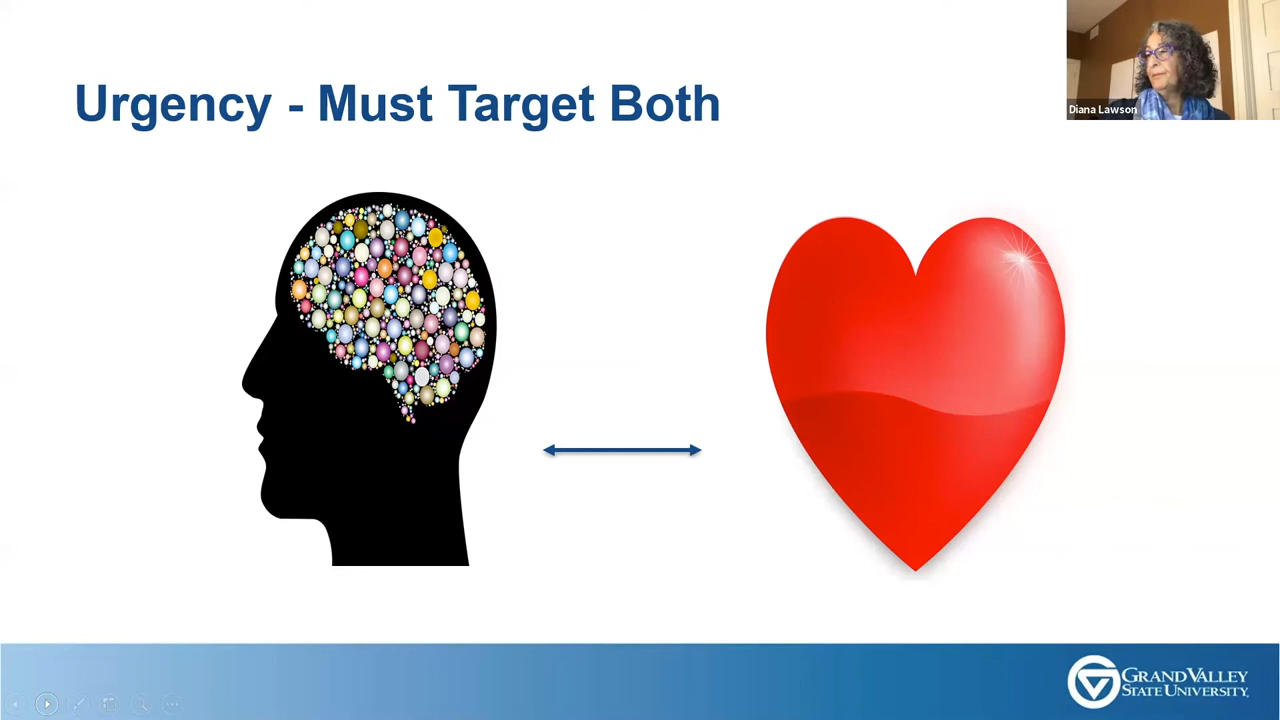 Urgency - Must Target Both
Diana Lawson
GRAND VALLEY
STATE UNIVERSITY